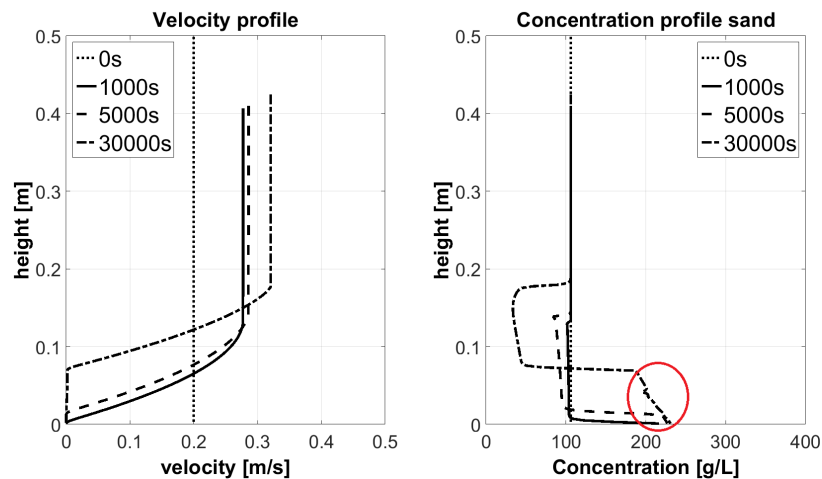 Velocity profile
0.5
0.4
0.3
0.2
0.1
0
height [m]
0s
1000s
5000s
30000s
0
0.1
0.2
0.3
0.4
0.5
velocity [m/s]
Concentration profile sand
0.5
0.4
0.3
0.2
0.1
0
height [m]
0s
1000s
5000s
30000s
0
100
200
300
400
Concentration [g/L]